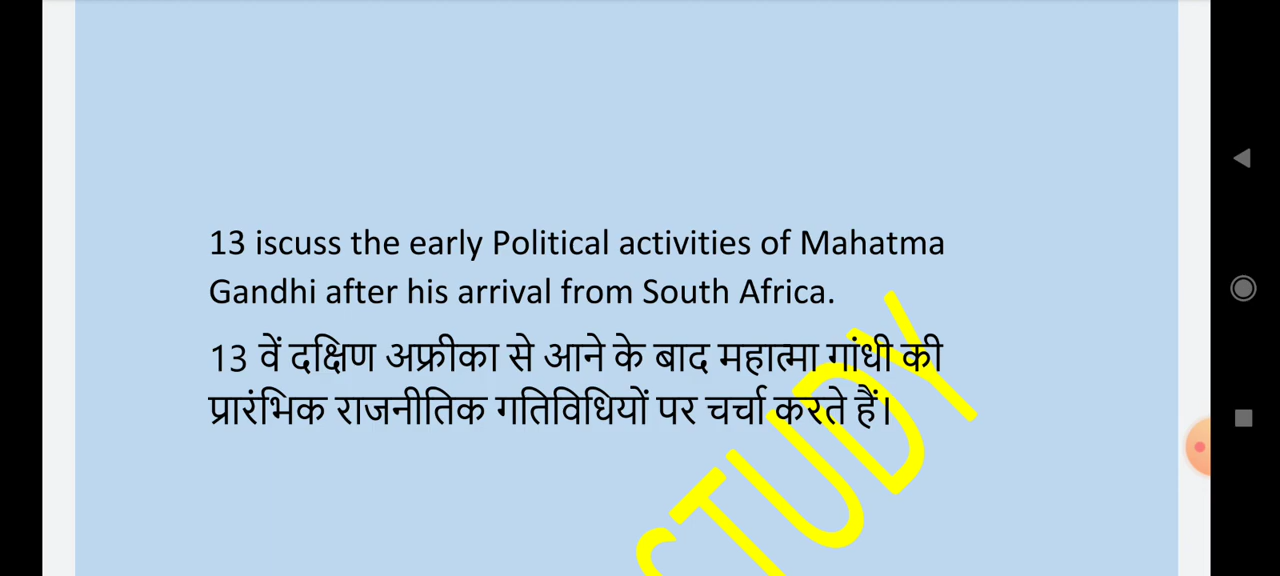 13 iscuss the early Political activities of Mahatma
Gandhi after his arrival from South Africa.
13 वें दक्षिण अफ्रीका से आने के बाद महात्मा गांधी की
प्रारंभिक राजनीतिक गतिविधियों पर चर्चा करते हैं।
STUDY